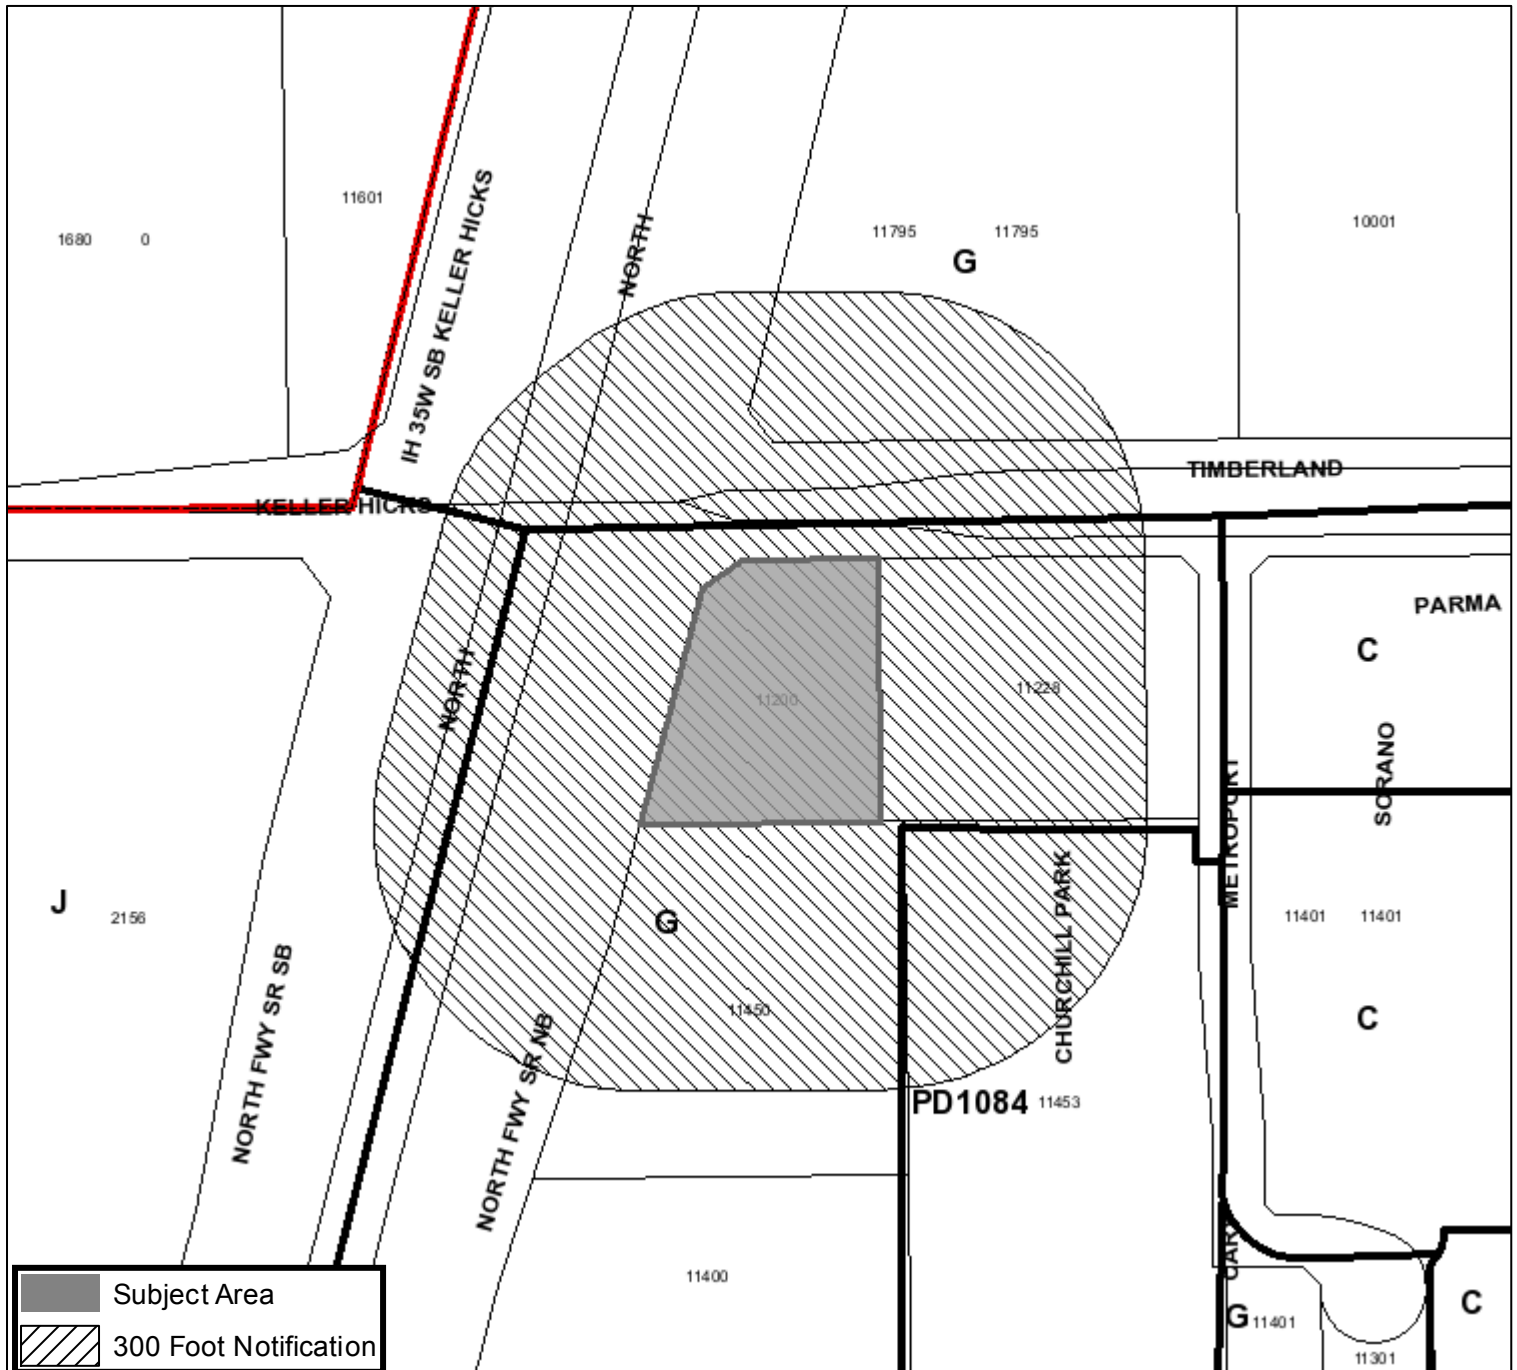 11601
1680
0
IH 35W SB KELLER HICKS
NORTH
11795
11795
10001
G
TIMBERLAND
KELLER HICKS
PARMA
C
11200
11228
NORTH
SORANO
METROPORT
J
2156
G
CHURCHILL PARK
11401
11401
NORTH FWY SR SB
11450
C
NORTH FWY SR NB
PD1084
11453
11400
G
11401
C
11301
Subject Area
300 Foot Notification